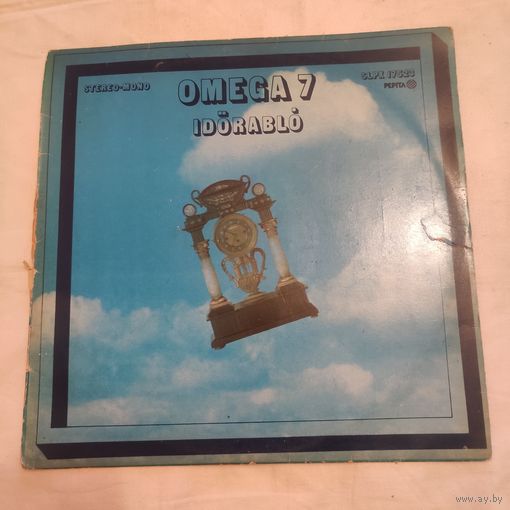 STEREO-MONO
OMEGA 7
IDŐRABLÓ
SLPX 17523
PEPITA
www.ay.by